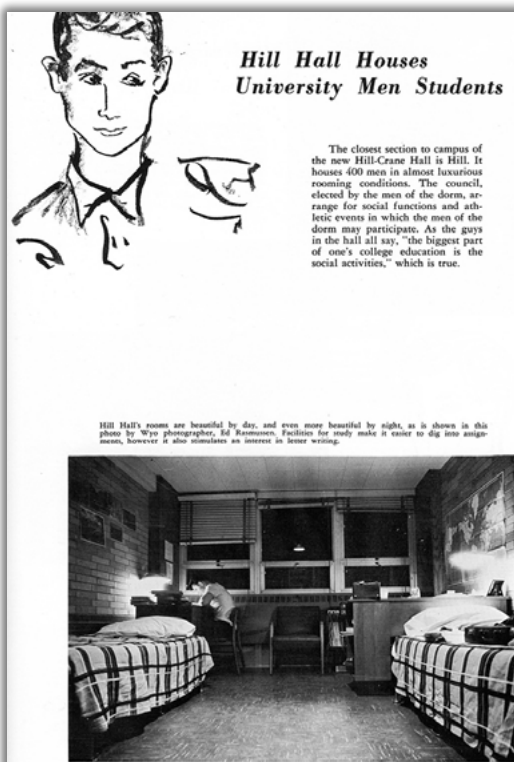 Hill Hall Houses
University Men Students
The closest section to campus of
the new Hill-Crane Hall is Hill. It
houses 400 men in almost luxurious
rooming conditions. The council,
elected by the men of the dorm, ar-
range for social functions and ath-
letic events in which the men of the
dorm may participate. As the guys
in the hall all say, "the biggest part
of one's college education is the
social activities," which is true.
Hill Hall's rooms are beautiful by day, and even more beautiful by night, as is shown in this
photo by Wyo photographer, Ed Rasmussen. Facilities for study make it easier to dig into assign-
ments, however it also stimulates an interest in letter writing.